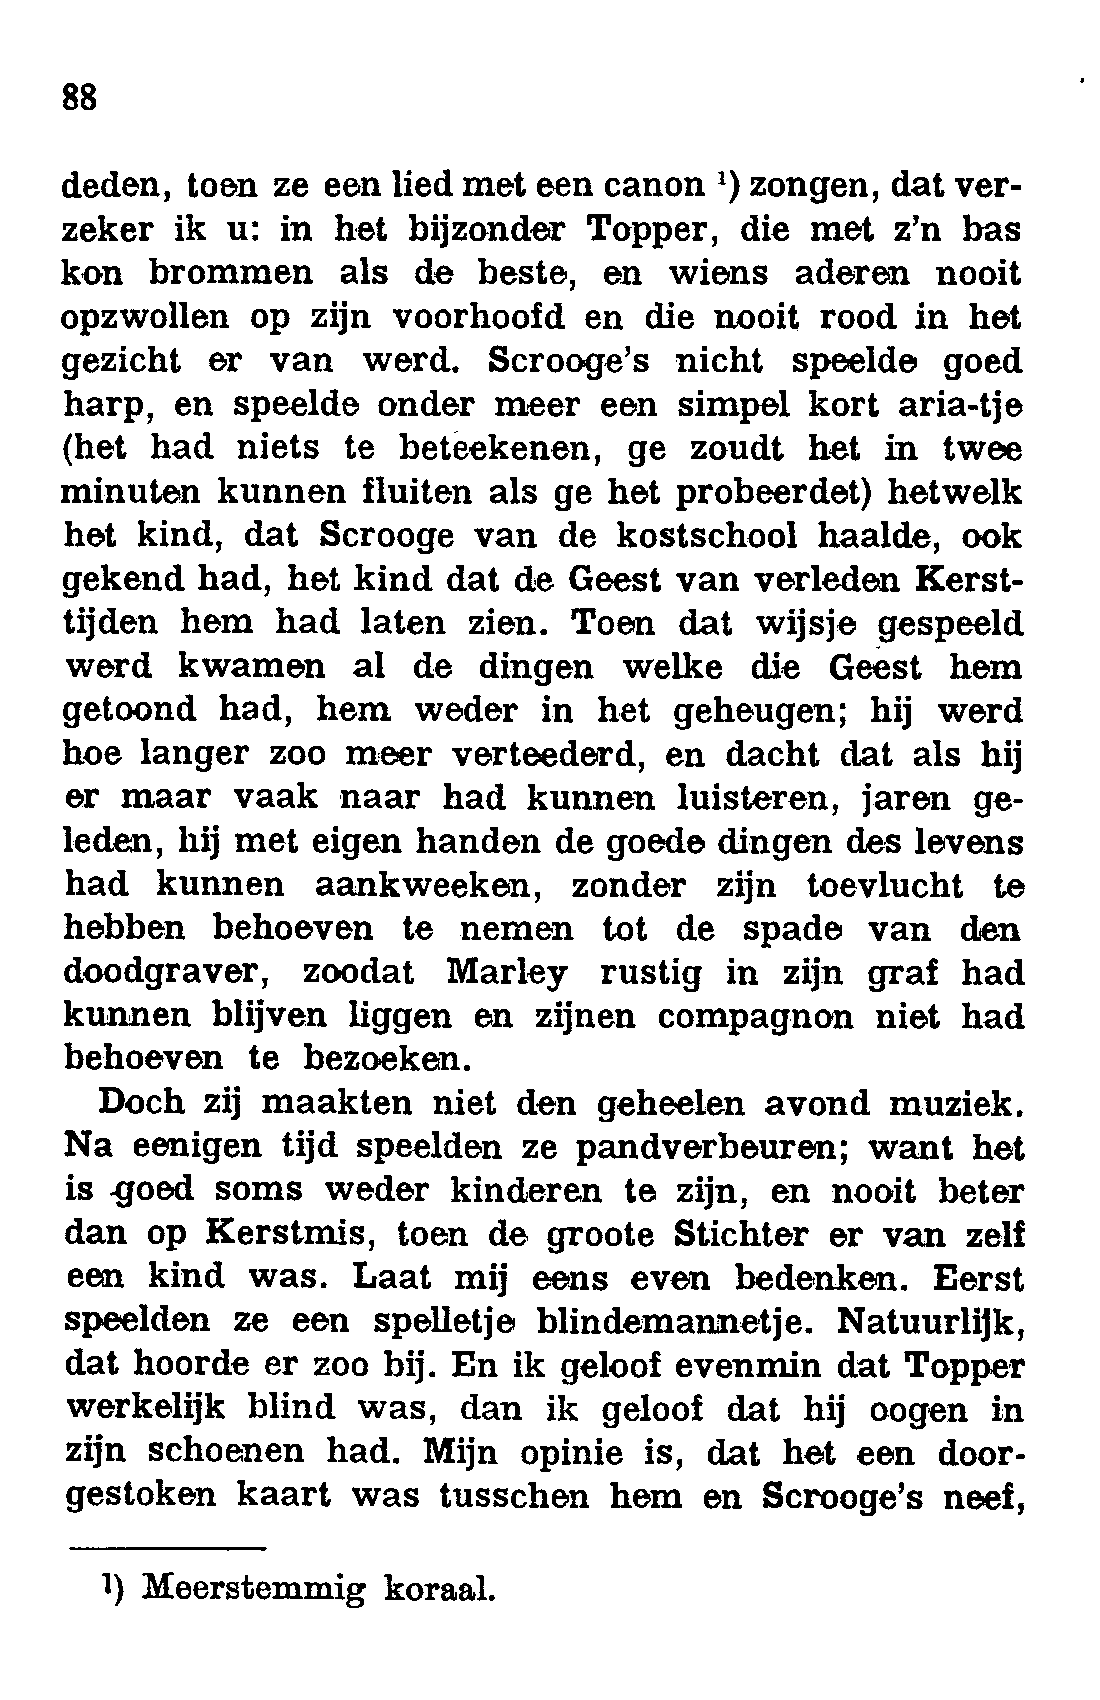 88
deden, toen ze een lied met een canon ¹) zongen, dat ver-
zeker ik u: in het bijzonder Topper, die met z'n bas
kon brommen als de beste, en wiens aderen nooit
opzwollen op zijn voorhoofd en die nooit rood in het
gezicht er van werd. Scrooge's nicht speelde goed
harp, en speelde onder meer een simpel kort aria-tje
(het had niets te beteekenen, ge zoudt het in twee
minuten kunnen fluiten als ge het probeerdet) hetwelk
het kind, dat Scrooge van de kostschool haalde, ook
gekend had, het kind dat de Geest van verleden Kerst-
tijden hem had laten zien. Toen dat wijsje gespeeld
werd kwamen al de dingen welke die Geest hem
getoond had, hem weder in het geheugen; hij werd
hoe langer zoo meer verteederd, en dacht dat als hij
er maar vaak naar had kunnen luisteren, jaren ge-
leden, hij met eigen handen de goede dingen des levens
had kunnen aankweeken, zonder zijn toevlucht te
hebben behoeven te nemen tot de spade van den
doodgraver, zoodat Marley rustig in zijn graf had
kunnen blijven liggen en zijnen compagnon niet had
behoeven te bezoeken.
Doch zij maakten niet den geheelen avond muziek.
Na eenigen tijd speelden ze pandverbeuren; want het
is goed soms weder kinderen te zijn, en nooit beter
dan op Kerstmis, toen de groote Stichter er van zelf
een kind was. Laat mij eens even bedenken. Eerst
speelden ze een spelletje blindemannetje. Natuurlijk,
dat hoorde er zoo bij. En ik geloof evenmin dat Topper
werkelijk blind was, dan ik geloof dat hij oogen in
zijn schoenen had. Mijn opinie is, dat het een door-
gestoken kaart was tusschen hem en Scrooge's neef,
¹) Meerstemmig koraal.